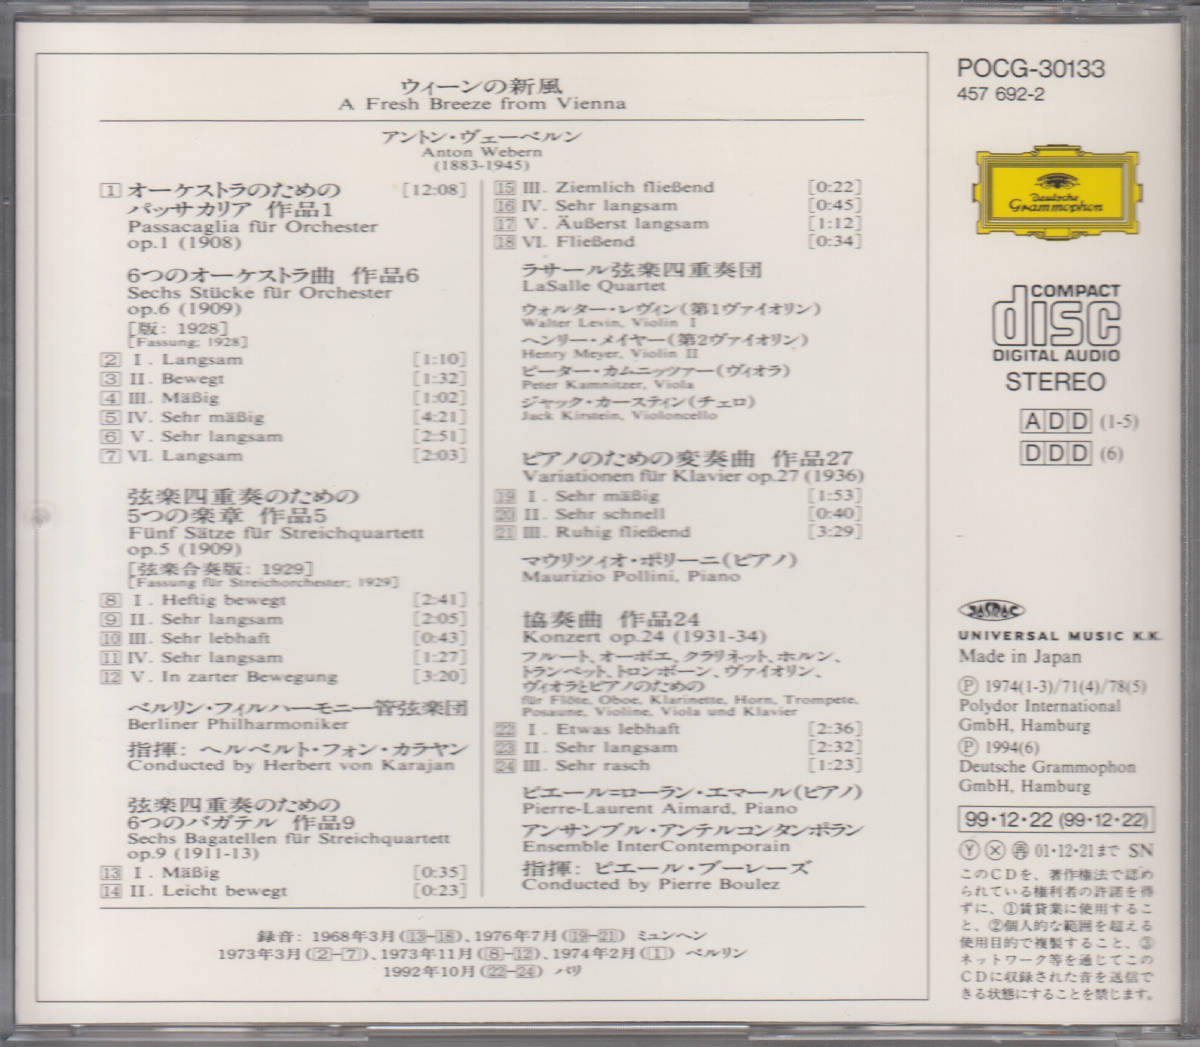 ウィーンの新風
A Fresh Breeze from Vienna
アントン・ヴェーベルン
Anton Webern
(1883-1945)
1 オーケストラのための [12:08]
パッサカリア 作品1
Passacaglia für Orchester
op.1 (1908)
6つのオーケストラ曲 作品6
Sechs Stücke für Orchester
op.6 (1909)
[版: 1928]
[Fassung: 1928]
2 I. Langsam [1:10]
3 II. Bewegt [1:32]
4 III. Mäßig [1:02]
5 IV. Sehr mäßig [4:21]
6 V. Sehr langsam [2:51]
7 VI. Langsam [2:03]
弦楽四重奏のための
5つの楽章 作品5
Fünf Sätze für Streichquartett
op.5 (1909)
[弦楽合奏版: 1929]
[Fassung für Streichorchester: 1929]
8 I. Heftig bewegt [2:41]
9 II. Sehr langsam [2:05]
10 III. Sehr lebhaft [0:43]
11 IV. Sehr langsam [1:27]
12 V. In zarter Bewegung [3:20]
ベルリン・フィルハーモニー管弦楽団
Berliner Philharmoniker
指揮: ヘルベルト・フォン・カラヤン
Conducted by Herbert von Karajan
弦楽四重奏のための
6つのバガテル 作品9
Sechs Bagatellen für Streichquartett
op.9 (1911-13)
13 I. Mäßig [0:35]
14 II. Leicht bewegt [0:23]
15 III. Ziemlich fließend [0:22]
16 IV. Sehr langsam [0:45]
17 V. Äußerst langsam [1:12]
18 VI. Fließend [0:34]
ラサール弦楽四重奏団
LaSalle Quartet
ウォルター・レヴィン(第1ヴァイオリン)
Walter Levin, Violin I
ヘンリー・メイヤー(第2ヴァイオリン)
Henry Meyer, Violin II
ピーター・カムニッツァー(ヴィオラ)
Peter Kamnitzer, Viola
ジャック・カースティン(チェロ)
Jack Kirstein, Violoncello
ピアノのための変奏曲 作品27
Variationen für Klavier op.27 (1936)
19 I. Sehr mäßig [1:53]
20 II. Sehr schnell [0:40]
21 III. Ruhig fließend [3:29]
マウリツィオ・ポリーニ(ピアノ)
Maurizio Pollini, Piano
協奏曲 作品24
Konzert op.24 (1931-34)
フルート、オーボエ、クラリネット、ホルン、
トランペット、トロンボーン、ヴァイオリン、
ヴィオラとピアノのための
für Flöte, Oboe, Klarinette, Horn, Trompete,
Posaune, Violine, Viola und Klavier
22 I. Etwas lebhaft [2:36]
23 II. Sehr langsam [2:32]
24 III. Sehr rasch [1:23]
ピエール=ローラン・エマール(ピアノ)
Pierre-Laurent Aimard, Piano
アンサンブル・アンテルコンタンポラン
Ensemble InterContemporain
指揮: ピエール・ブーレーズ
Conducted by Pierre Boulez
録音: 1968年3月(13-18)、1976年7月(19-21) ミュンヘン
1973年3月(2-7)、1973年11月(8-12)、1974年2月(1) ベルリン
1992年10月(22-24) パリ
POCG-30133
457 692-2
Deutsche
Grammophon
COMPACT
disc
DIGITAL AUDIO
STEREO
ADD (1-5)
DDD (6)
JASRAC
UNIVERSAL MUSIC K.K.
Made in Japan
Ⓟ 1974(1-3)/71(4)/78(5)
Polydor International
GmbH, Hamburg
Ⓟ 1994(6)
Deutsche Grammophon
GmbH, Hamburg
99・12・22 (99・12・22)
Ⓨ Ⓧ 再 01・12・21まで SN
このCDを、著作権法で認め
られている権利者の許諾を得
ずに、①賃貸業に使用するこ
と、②個人的な範囲を超える
使用目的で複製すること、③
ネットワーク等を通じてこの
CDに収録された音を送信で
きる状態にすることを禁じます。